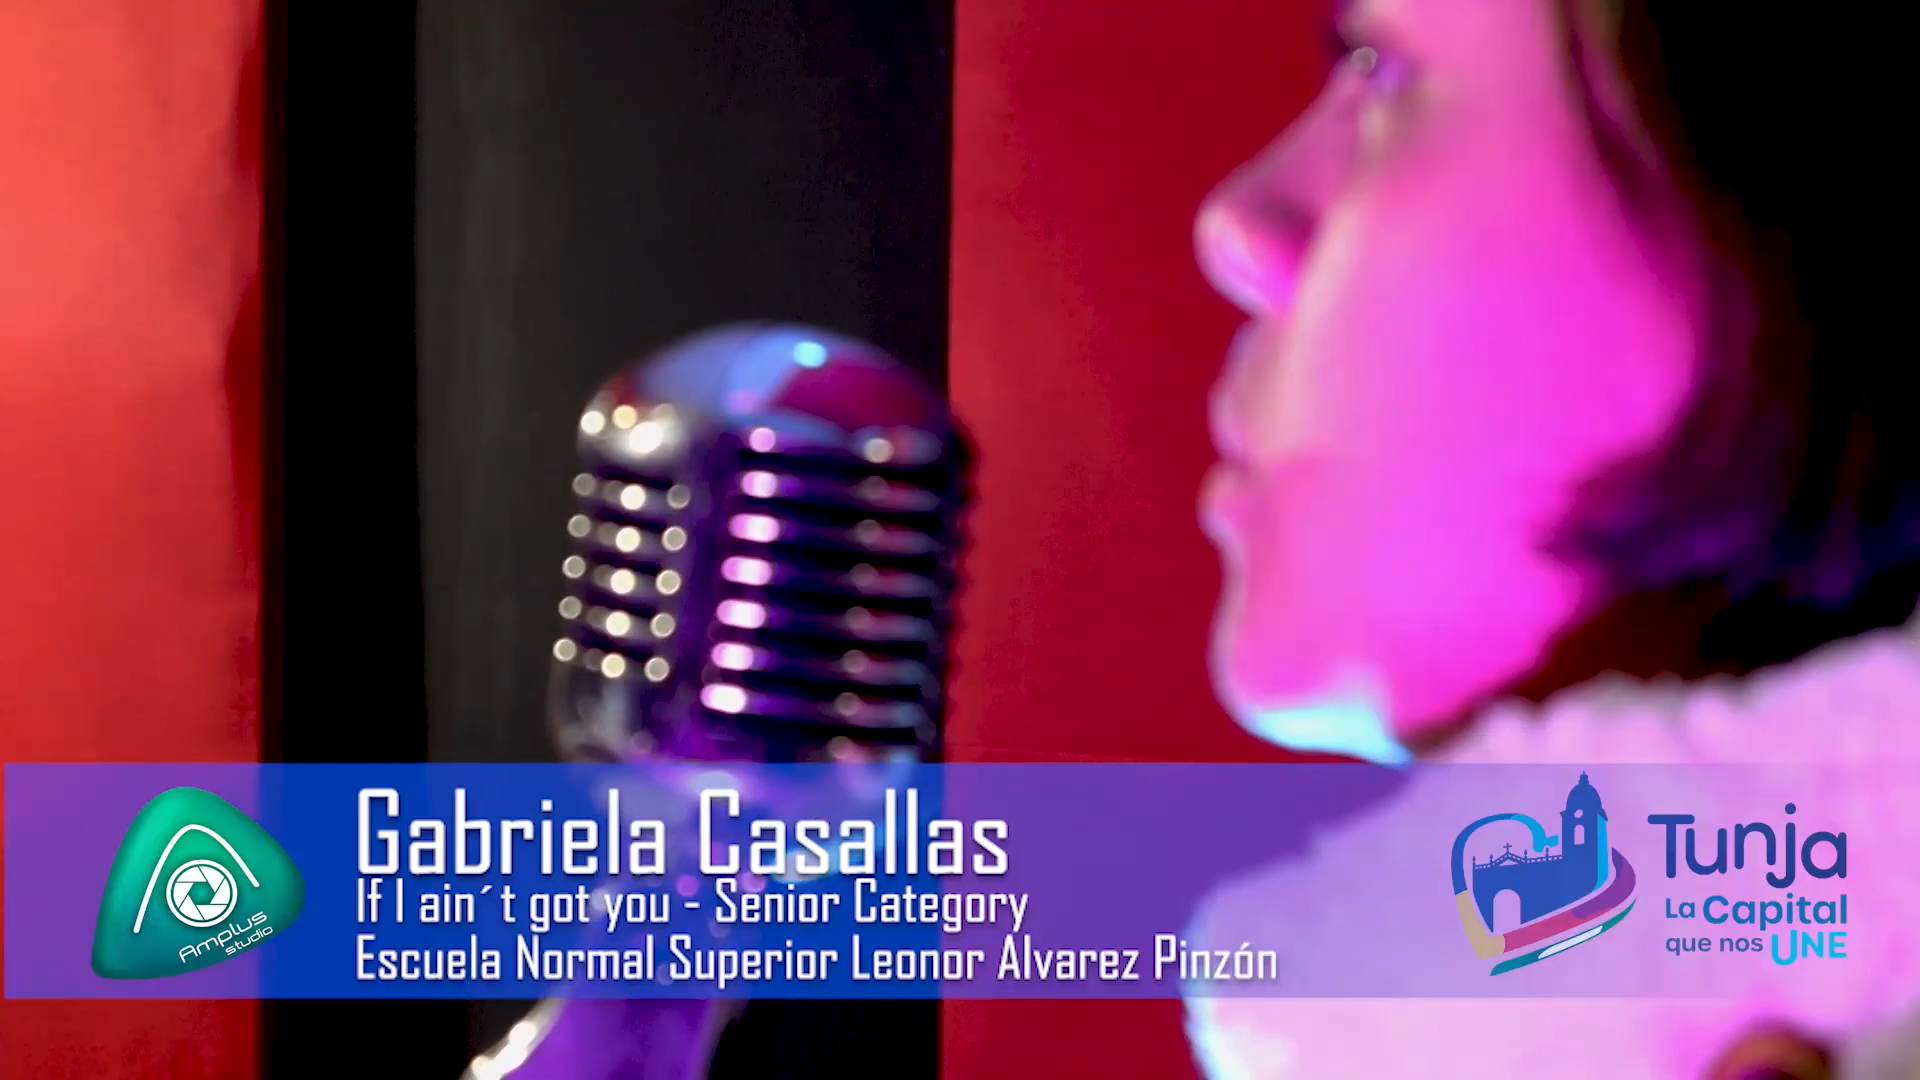 Gabriela Casallas
If I ain´t got you - Senior Category
Escuela Normal Superior Leonor Alvarez Pinzón
Amplus
studio
Tunja
La Capital
que nos UNE